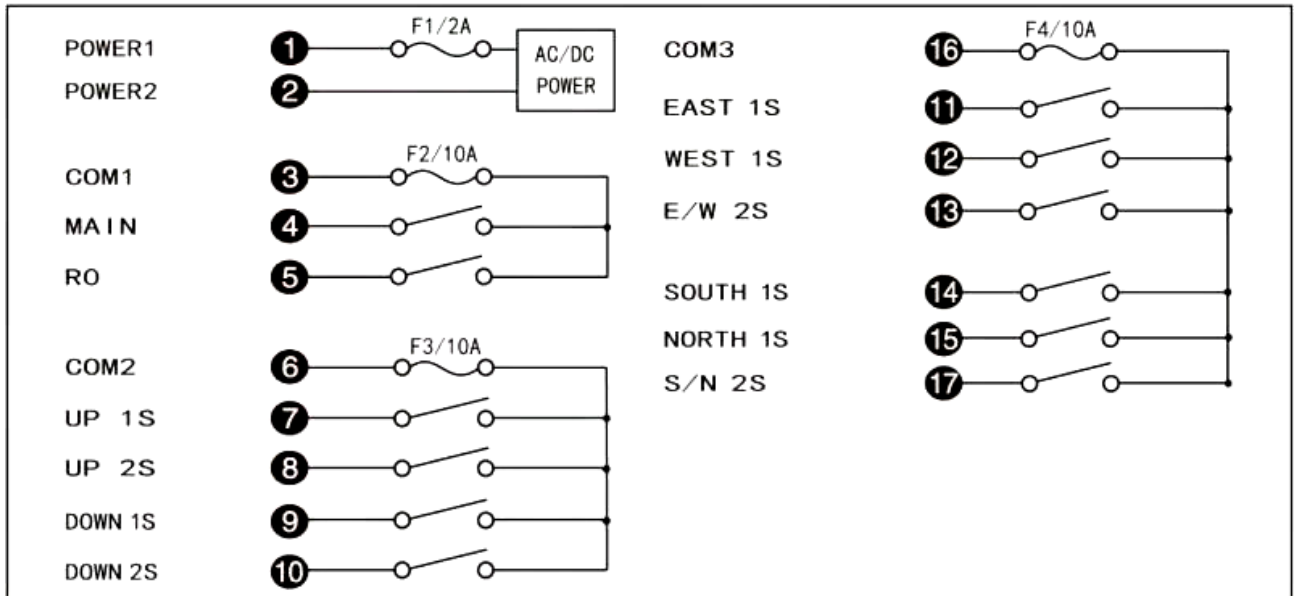 POWER1 1 F1/2A AC/DC
POWER2 2 POWER
COM1 3 F2/10A
MAIN 4
RO 5
COM2 6 F3/10A
UP 1S 7
UP 2S 8
DOWN 1S 9
DOWN 2S 10
COM3 16 F4/10A
EAST 1S 11
WEST 1S 12
E/W 2S 13
SOUTH 1S 14
NORTH 1S 15
S/N 2S 17